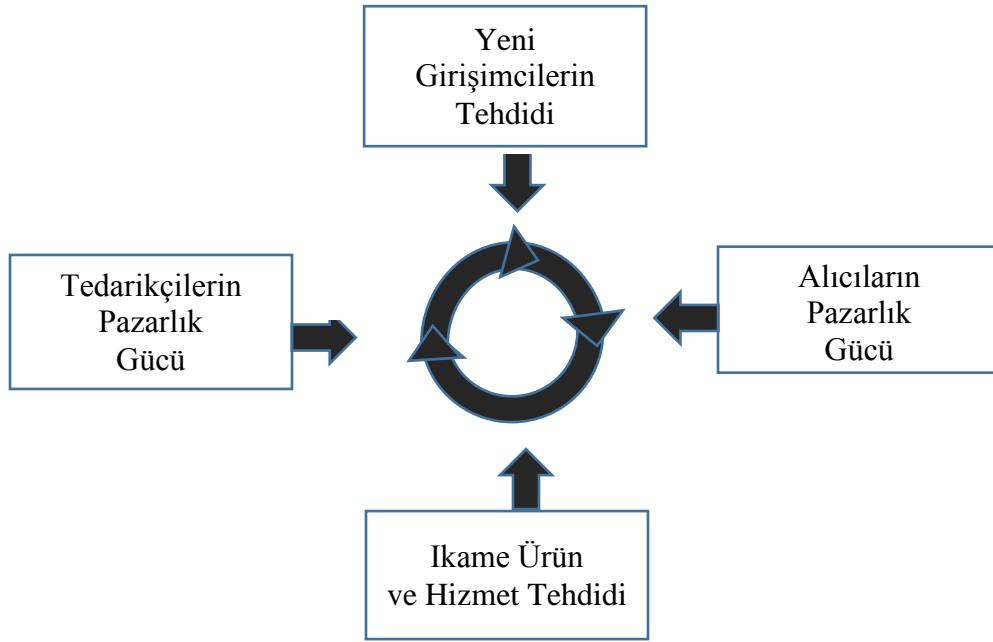 Yeni
Girişimcilerin
Tehdidi
Tedarikçilerin
Pazarlık
Gücü
Alıcıların
Pazarlık
Gücü
Ikame Ürün
ve Hizmet Tehdidi